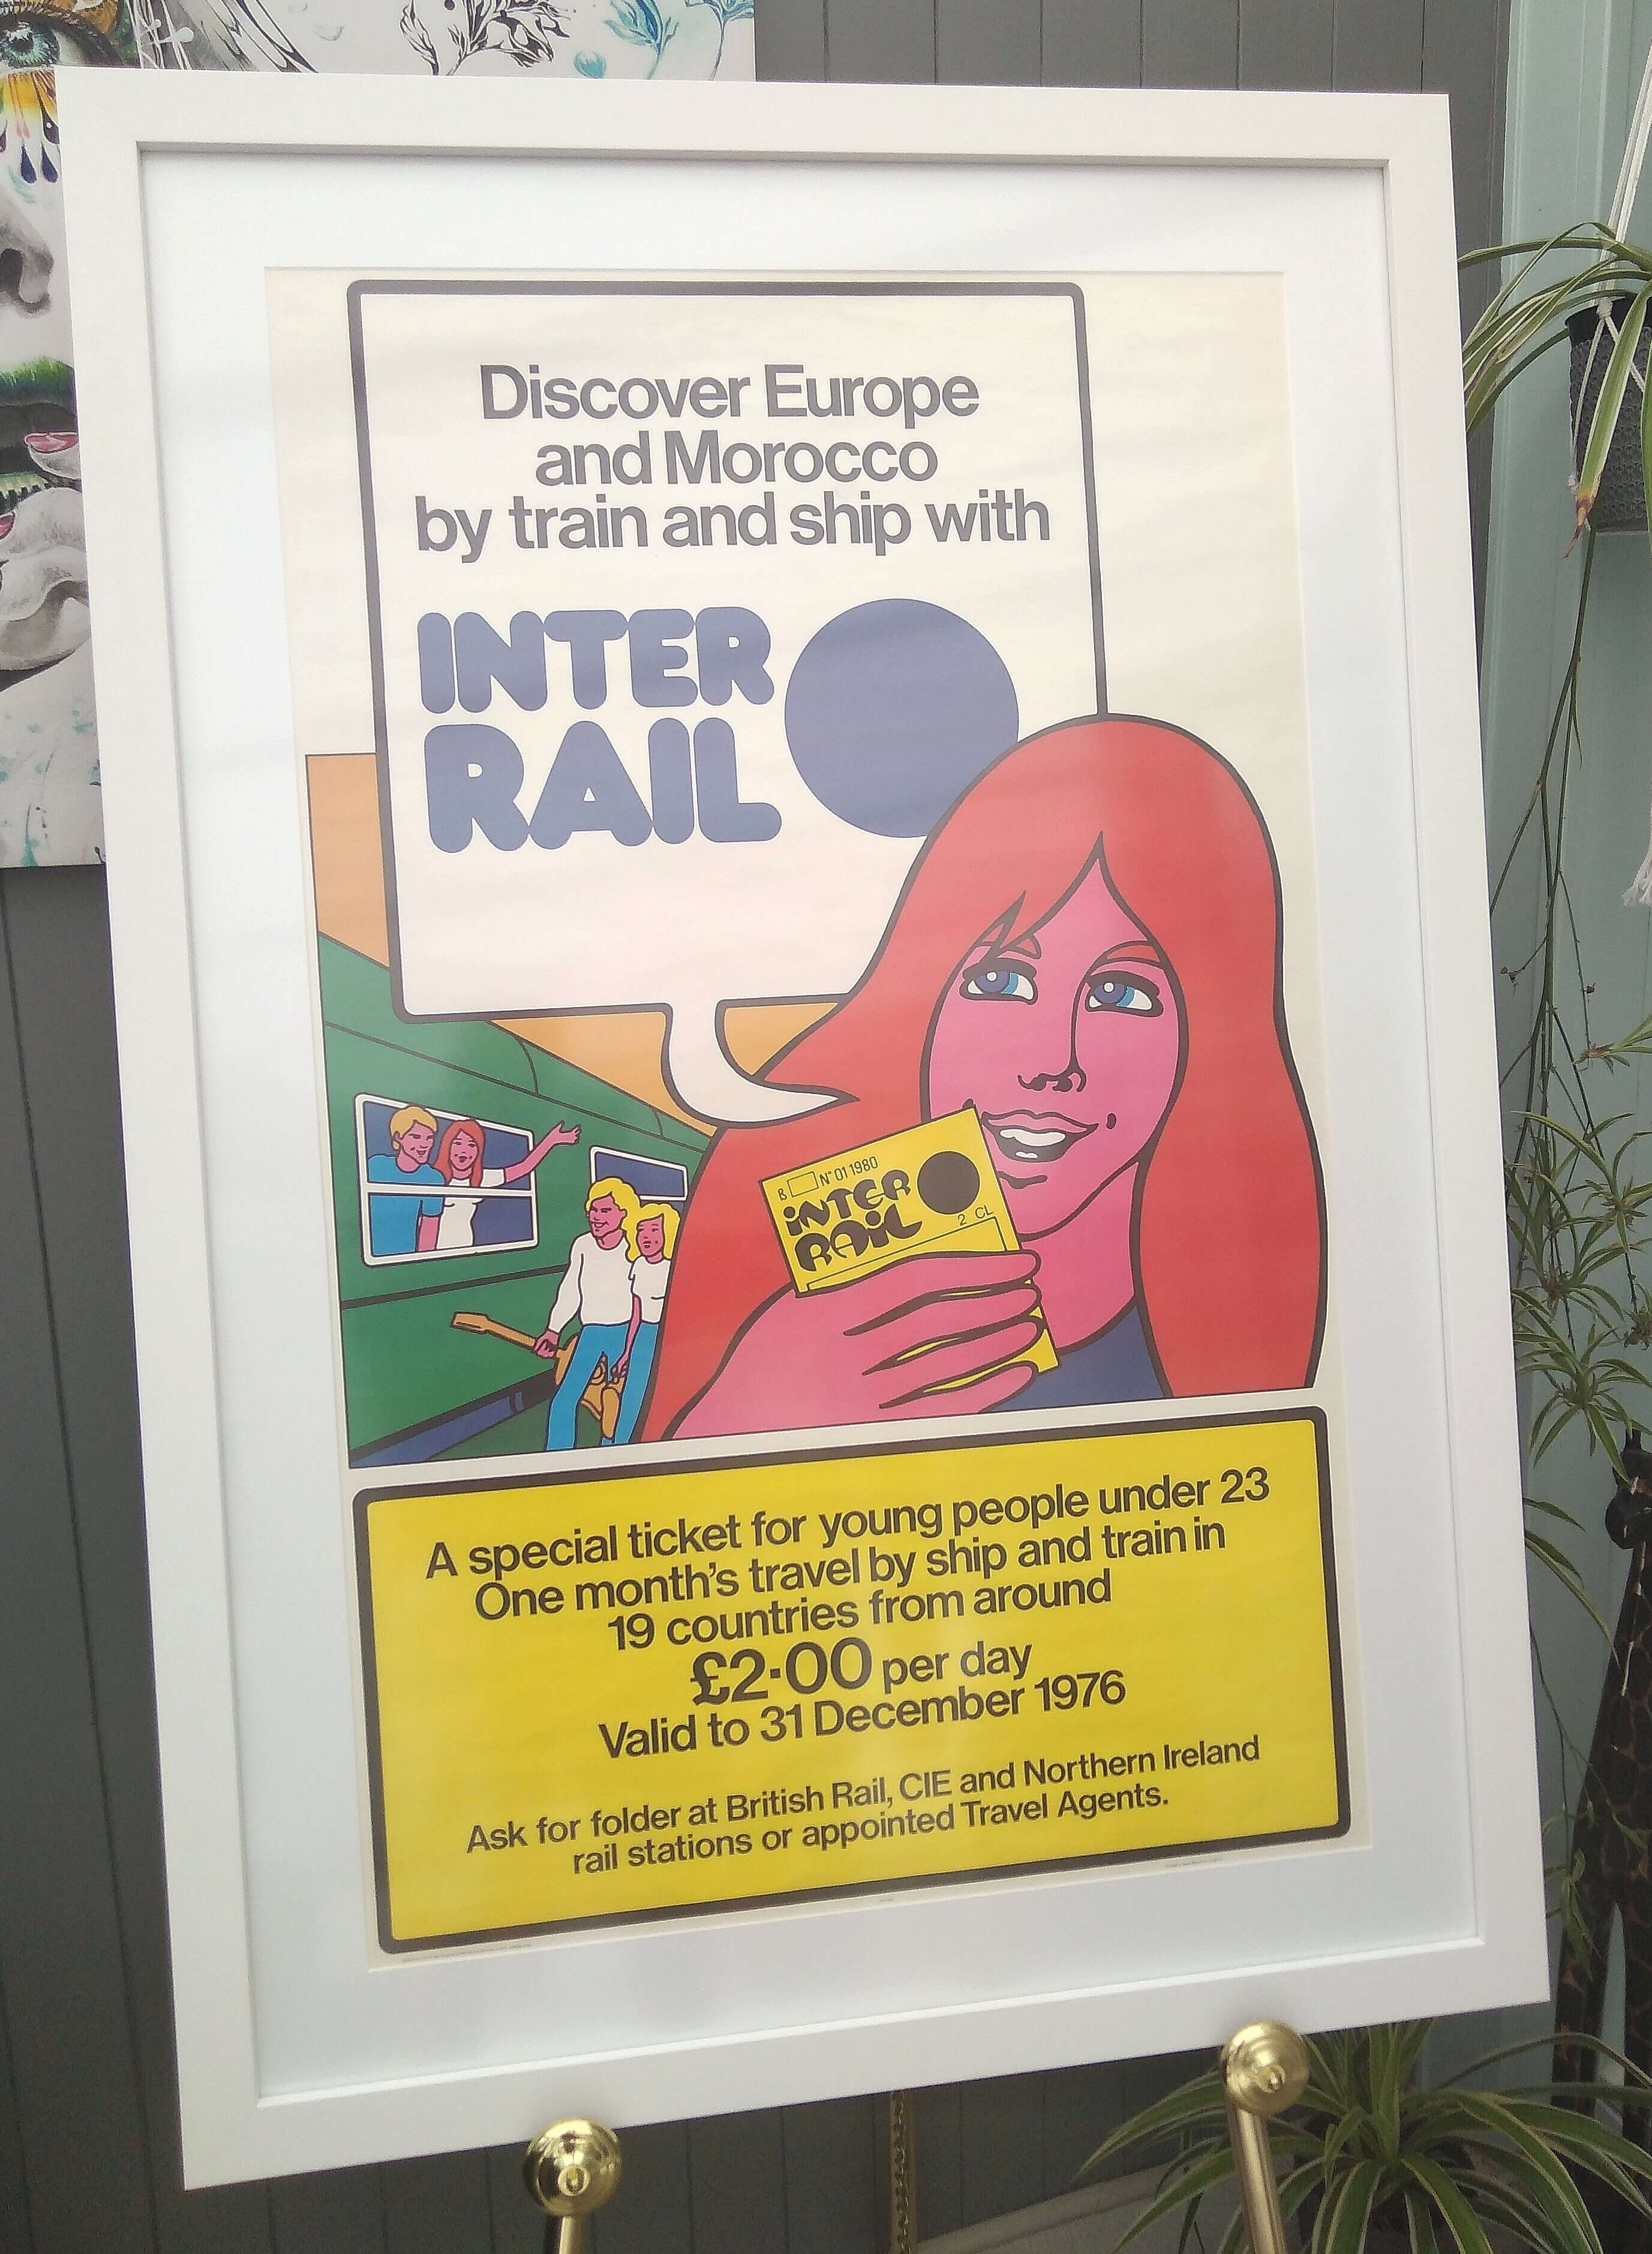 Discover Europe
and Morocco
by train and ship with
INTER
RAIL
B N° 01 1980
INTER
RAIL
2 CL
A special ticket for young people under 23
One month's travel by ship and train in
19 countries from around
£2·00 per day
Valid to 31 December 1976
Ask for folder at British Rail, CIE and Northern Ireland
rail stations or appointed Travel Agents.